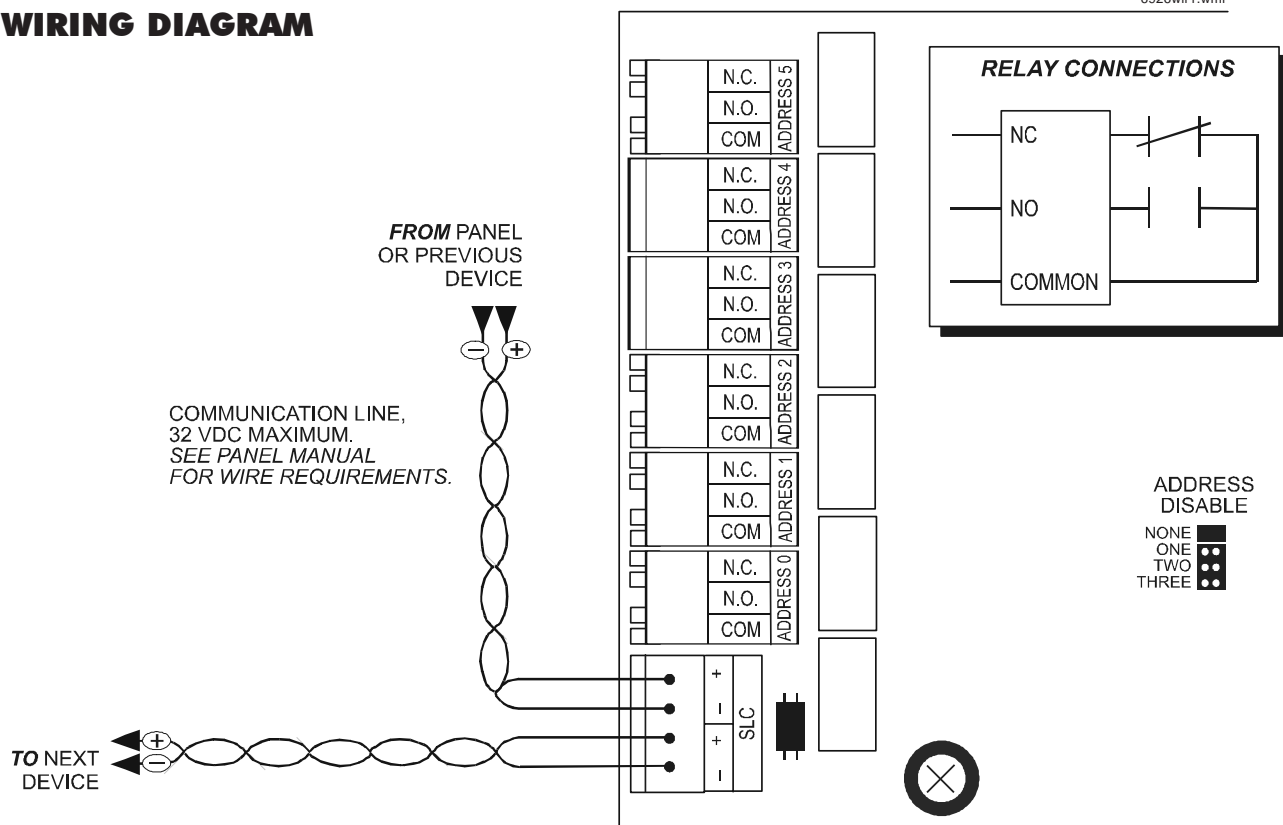 WIRING DIAGRAM
RELAY CONNECTIONS
NC
NO
COMMON
N.C.
N.O.
COM
ADDRESS 5
N.C.
N.O.
COM
ADDRESS 4
N.C.
N.O.
COM
ADDRESS 3
N.C.
N.O.
COM
ADDRESS 2
N.C.
N.O.
COM
ADDRESS 1
N.C.
N.O.
COM
ADDRESS 0
FROM PANEL
OR PREVIOUS
DEVICE
− +
COMMUNICATION LINE,
32 VDC MAXIMUM.
SEE PANEL MANUAL
FOR WIRE REQUIREMENTS.
ADDRESS
DISABLE
NONE
ONE
TWO
THREE
+
−
+
−
SLC
+
−
TO NEXT
DEVICE